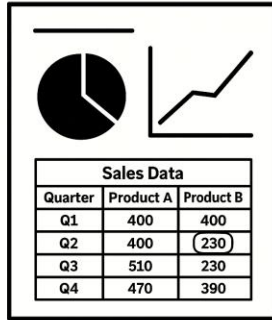 Sales Data
Quarter Product A Product B
Q1 400 400
Q2 400 230
Q3 510 230
Q4 470 390